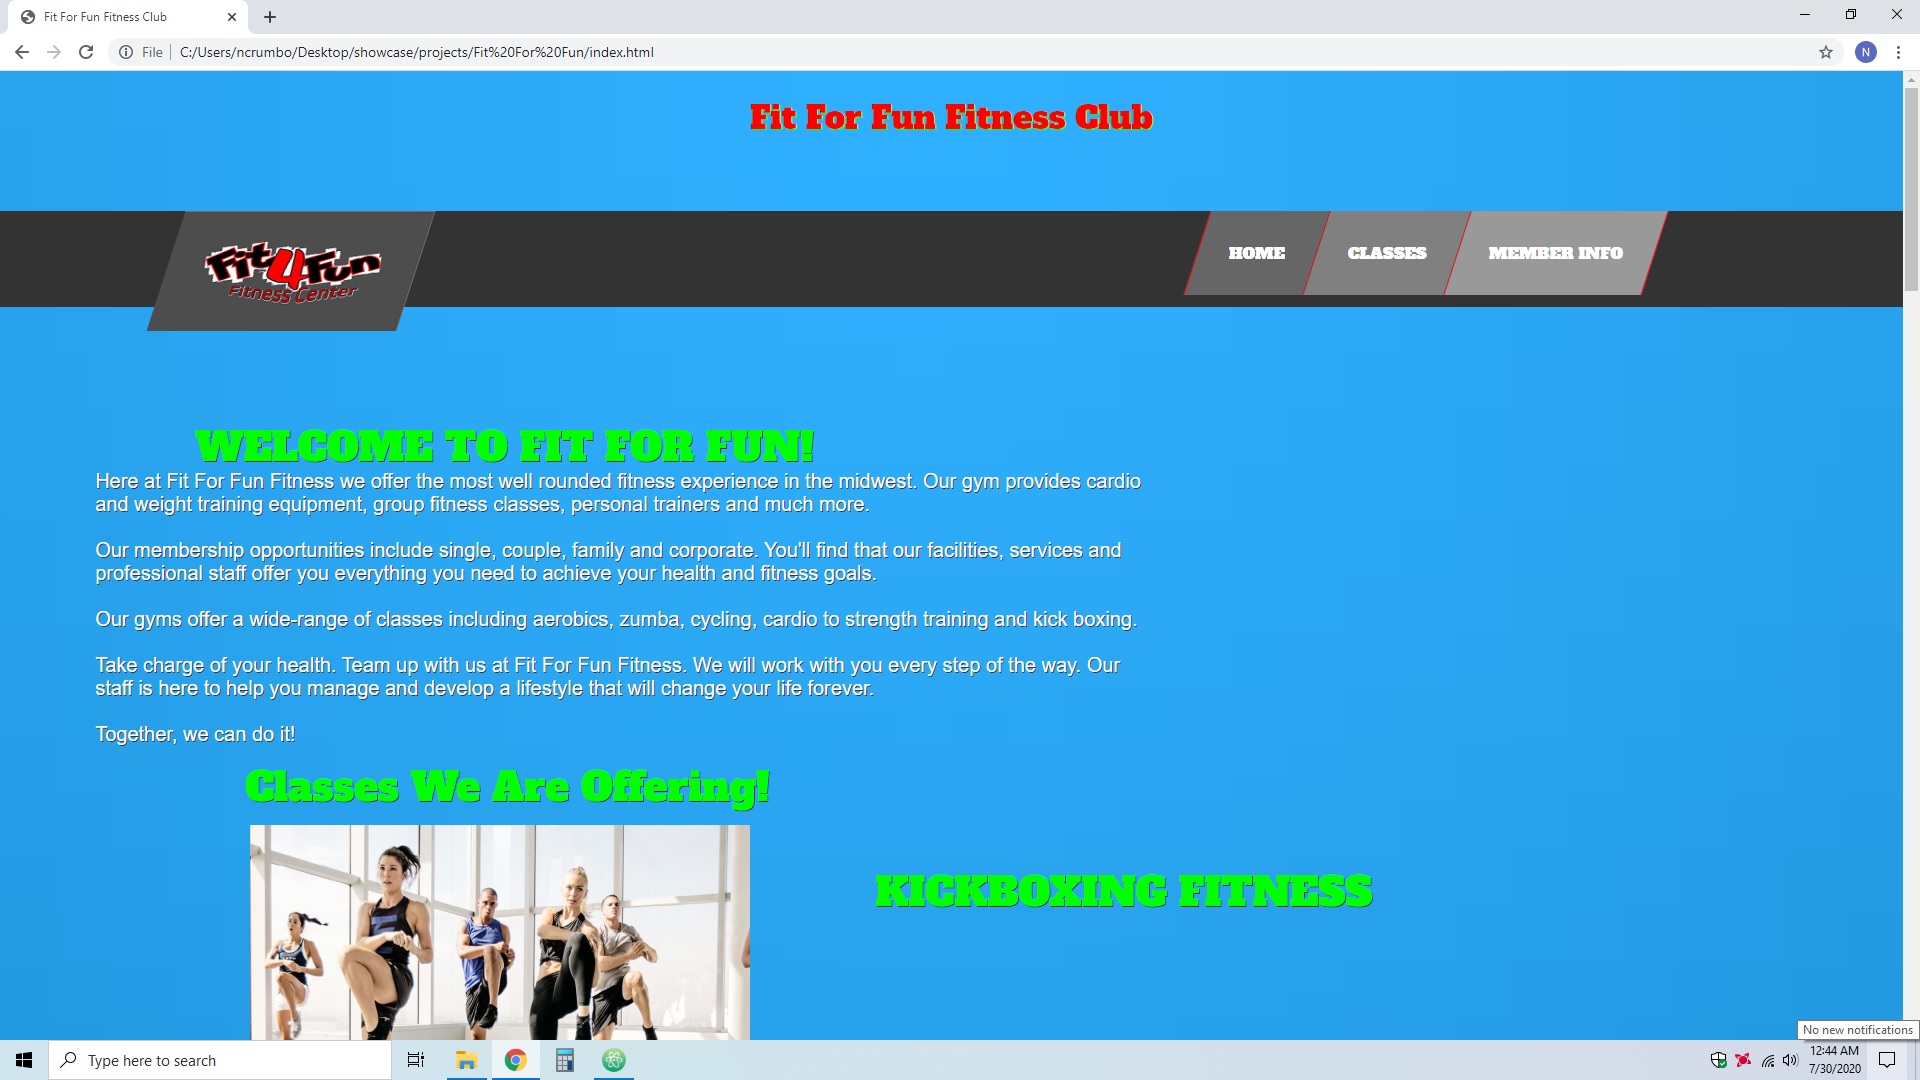 Fit For Fun Fitness Club
File
C:/Users/ncrumbo/Desktop/showcase/projects/Fit%20For%20Fun/index.html
N
Fit For Fun Fitness Club
Fit4Fun
Fitness Center
HOME
CLASSES
MEMBER INFO
WELCOME TO FIT FOR FUN!
Here at Fit For Fun Fitness we offer the most well rounded fitness experience in the midwest. Our gym provides cardio
and weight training equipment, group fitness classes, personal trainers and much more.
Our membership opportunities include single, couple, family and corporate. You'll find that our facilities, services and
professional staff offer you everything you need to achieve your health and fitness goals.
Our gyms offer a wide-range of classes including aerobics, zumba, cycling, cardio to strength training and kick boxing.
Take charge of your health. Team up with us at Fit For Fun Fitness. We will work with you every step of the way. Our
staff is here to help you manage and develop a lifestyle that will change your life forever.
Together, we can do it!
Classes We Are Offering!
KICKBOXING FITNESS
No new notifications
Type here to search
12:44 AM
7/30/2020